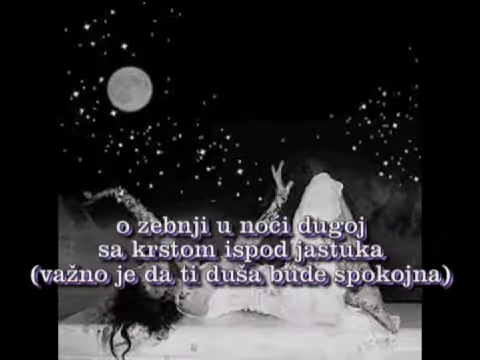 o zebnji u noći dugoj
sa krstom ispod jastuka
(važno je da ti duša bude spokojna)